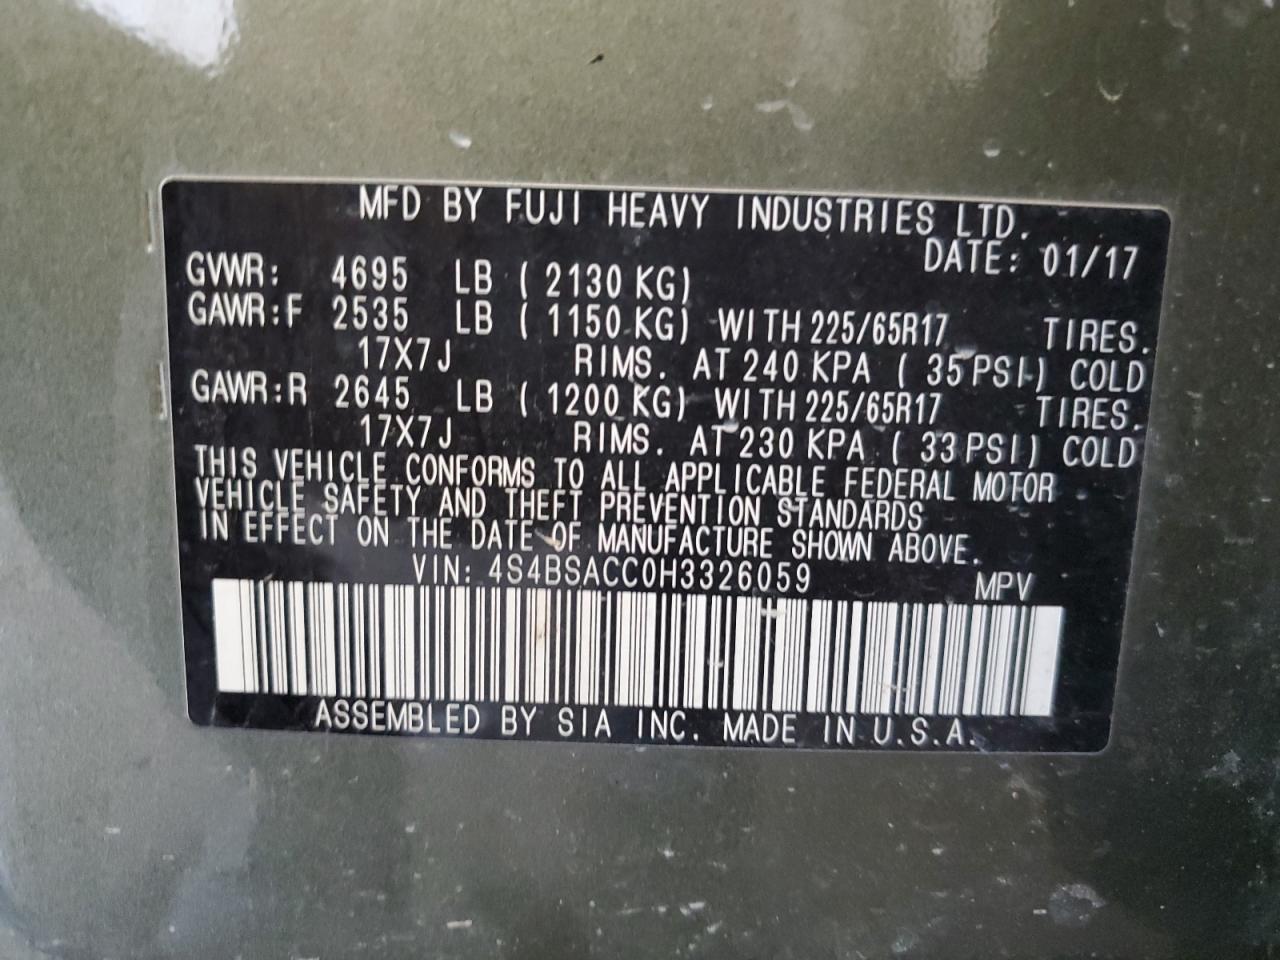 MFD BY FUJI HEAVY INDUSTRIES LTD.
DATE: 01/17
GVWR: 4695 LB ( 2130 KG)
GAWR:F 2535 LB ( 1150 KG) WITH 225/65R17 TIRES.
17X7J RIMS. AT 240 KPA ( 35 PSI ) COLD
GAWR:R 2645 LB ( 1200 KG) WITH 225/65R17 TIRES.
17X7J RIMS. AT 230 KPA ( 33 PSI) COLD
THIS VEHICLE CONFORMS TO ALL APPLICABLE FEDERAL MOTOR
VEHICLE SAFETY AND THEFT PREVENTION STANDARDS
IN EFFECT ON THE DATE OF MANUFACTURE SHOWN ABOVE.
VIN: 4S4BSACC0H3326059 MPV
ASSEMBLED BY SIA INC. MADE IN U.S.A.